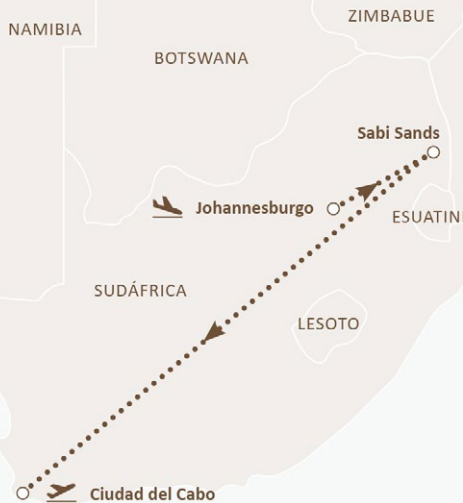 ZIMBABUE
NAMIBIA
BOTSWANA
Sabi Sands
Johannesburgo
ESUATINI
SUDÁFRICA
LESOTO
Ciudad del Cabo